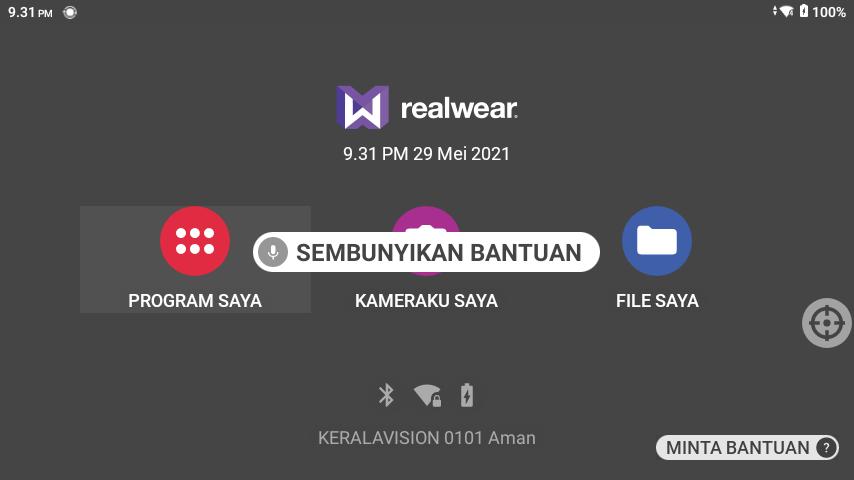 9.31 PM
100%
realwear
9.31 PM 29 Mei 2021
SEMBUNYIKAN BANTUAN
PROGRAM SAYA
KAMERAKU SAYA
FILE SAYA
KERALAVISION 0101 Aman
MINTA BANTUAN ?